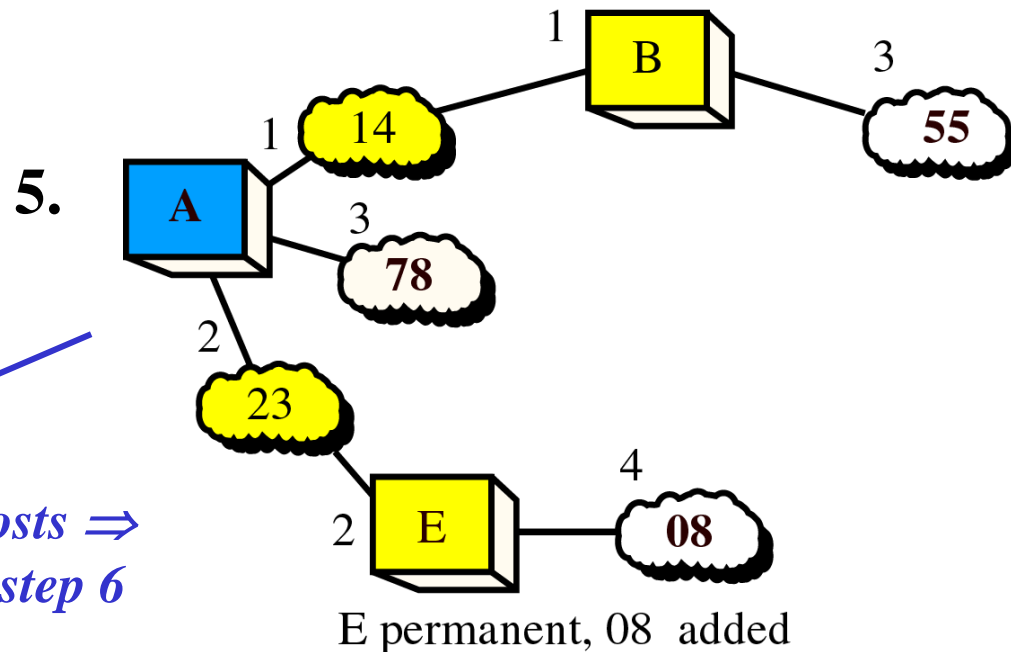 1
B
3
55
14
1
5.
A
3
78
2
23
4
osts ⇒
step 6
2
E
08
E permanent, 08 added